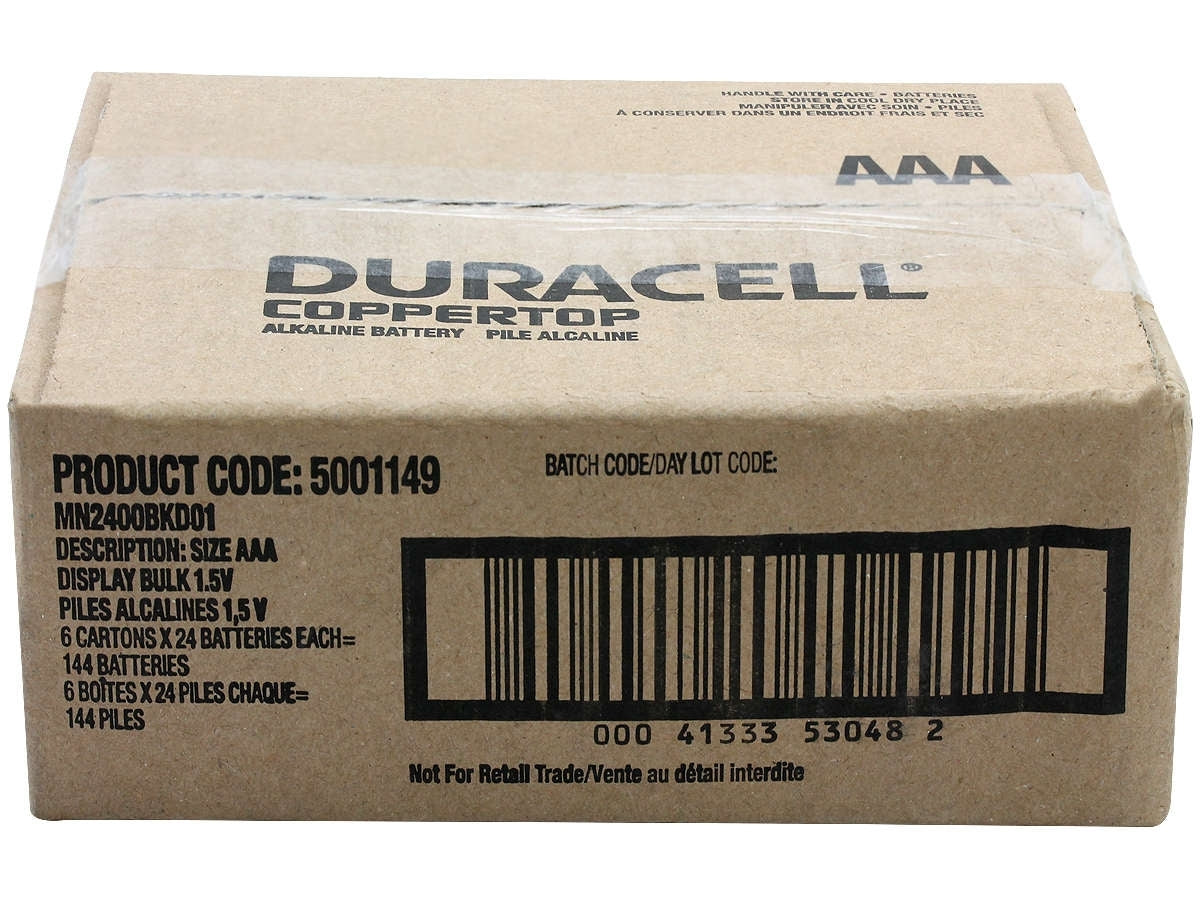 HANDLE WITH CARE • BATTERIES
STORE IN COOL DRY PLACE
MANIPULER AVEC SOIN • PILES
À CONSERVER DANS UN ENDROIT FRAIS ET SEC
AAA
DURACELL®
COPPERTOP
ALKALINE BATTERY PILE ALCALINE
PRODUCT CODE: 5001149
MN2400BKD01
DESCRIPTION: SIZE AAA
DISPLAY BULK 1.5V
PILES ALCALINES 1,5 V
6 CARTONS X 24 BATTERIES EACH=
144 BATTERIES
6 BOÎTES X 24 PILES CHAQUE=
144 PILES
BATCH CODE/DAY LOT CODE:
000 41333 53048 2
Not For Retail Trade/Vente au détail interdite